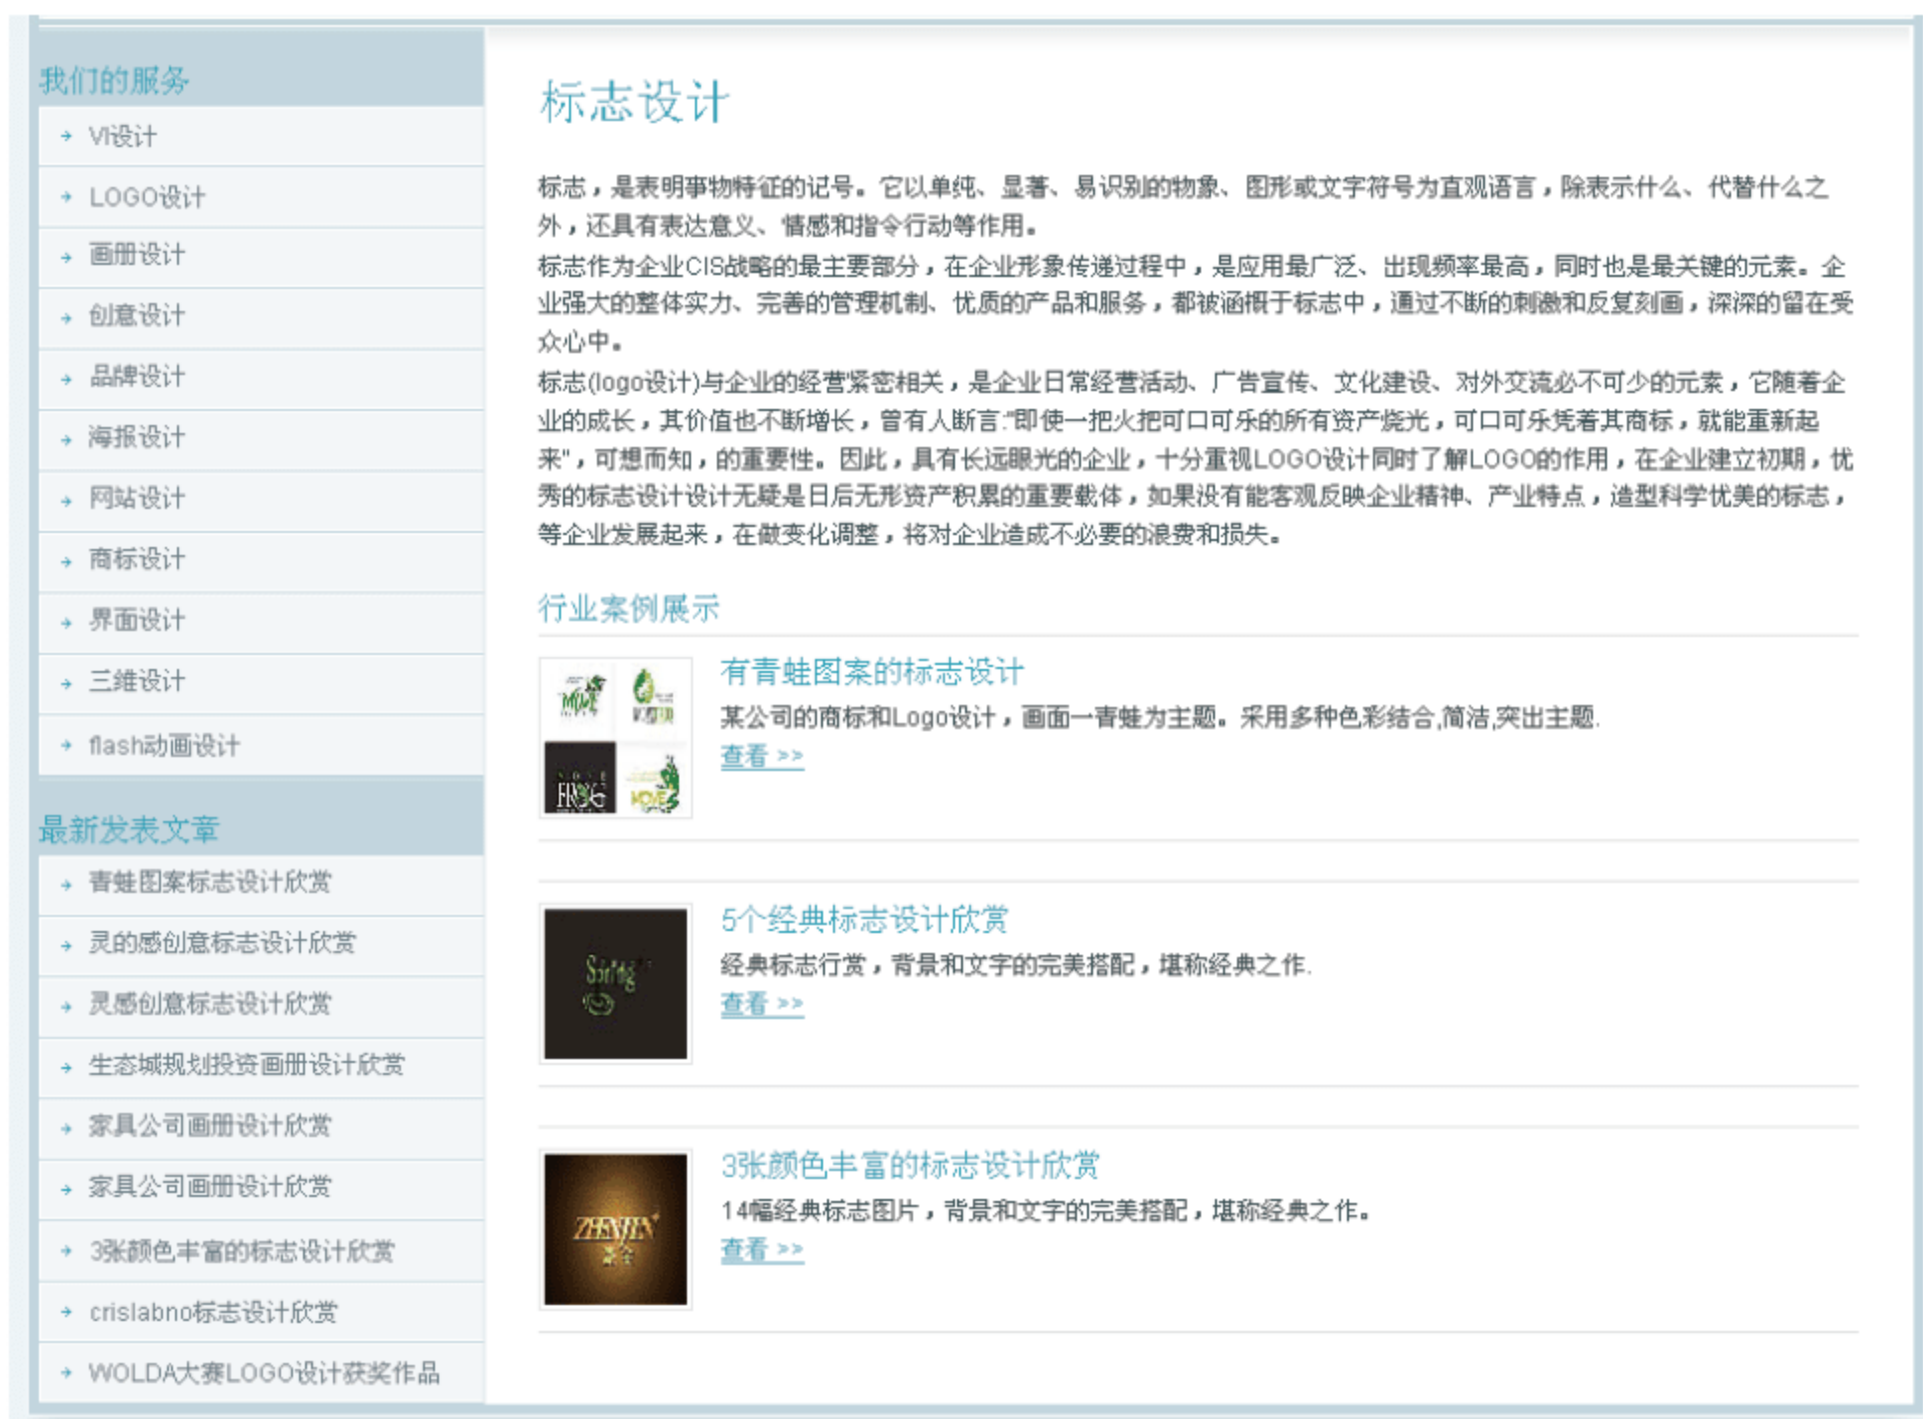 我们的服务
VI设计
LOGO设计
画册设计
创意设计
品牌设计
海报设计
网站设计
商标设计
界面设计
三维设计
flash动画设计
最新发表文章
青蛙图案标志设计欣赏
灵的感创意标志设计欣赏
灵感创意标志设计欣赏
生态城规划投资画册设计欣赏
家具公司画册设计欣赏
家具公司画册设计欣赏
3张颜色丰富的标志设计欣赏
crislabno标志设计欣赏
WOLDA大赛LOGO设计获奖作品
标志设计
标志，是表明事物特征的记号。它以单纯、显著、易识别的物象、图形或文字符号为直观语言，除表示什么、代替什么之
外，还具有表达意义、情感和指令行动等作用。
标志作为企业CIS战略的最主要部分，在企业形象传递过程中，是应用最广泛、出现频率最高，同时也是最关键的元素。企
业强大的整体实力、完善的管理机制、优质的产品和服务，都被涵概于标志中，通过不断的刺激和反复刻画，深深的留在受
众心中。
标志(logo设计)与企业的经营紧密相关，是企业日常经营活动、广告宣传、文化建设、对外交流必不可少的元素，它随着企
业的成长，其价值也不断增长，曾有人断言:"即使一把火把可口可乐的所有资产烧光，可口可乐凭着其商标，就能重新起
来"，可想而知，的重要性。因此，具有长远眼光的企业，十分重视LOGO设计同时了解LOGO的作用，在企业建立初期，优
秀的标志设计设计无疑是日后无形资产积累的重要载体，如果没有能客观反映企业精神、产业特点，造型科学优美的标志，
等企业发展起来，在做变化调整，将对企业造成不必要的浪费和损失。
行业案例展示
有青蛙图案的标志设计
某公司的商标和Logo设计，画面一青蛙为主题。采用多种色彩结合,简洁,突出主题.
查看 >>
FROG
MOVE
5个经典标志设计欣赏
经典标志行赏，背景和文字的完美搭配，堪称经典之作.
查看 >>
Spring
3张颜色丰富的标志设计欣赏
14幅经典标志图片，背景和文字的完美搭配，堪称经典之作。
查看 >>
ZHENJIN